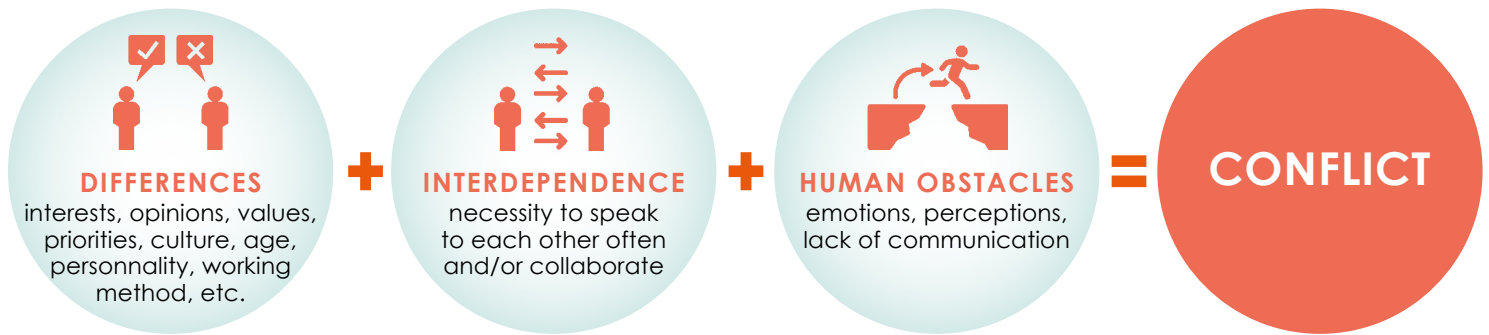 DIFFERENCES
interests, opinions, values,
priorities, culture, age,
personnality, working
method, etc.
+
INTERDEPENDENCE
necessity to speak
to each other often
and/or collaborate
+
HUMAN OBSTACLES
emotions, perceptions,
lack of communication
=
CONFLICT